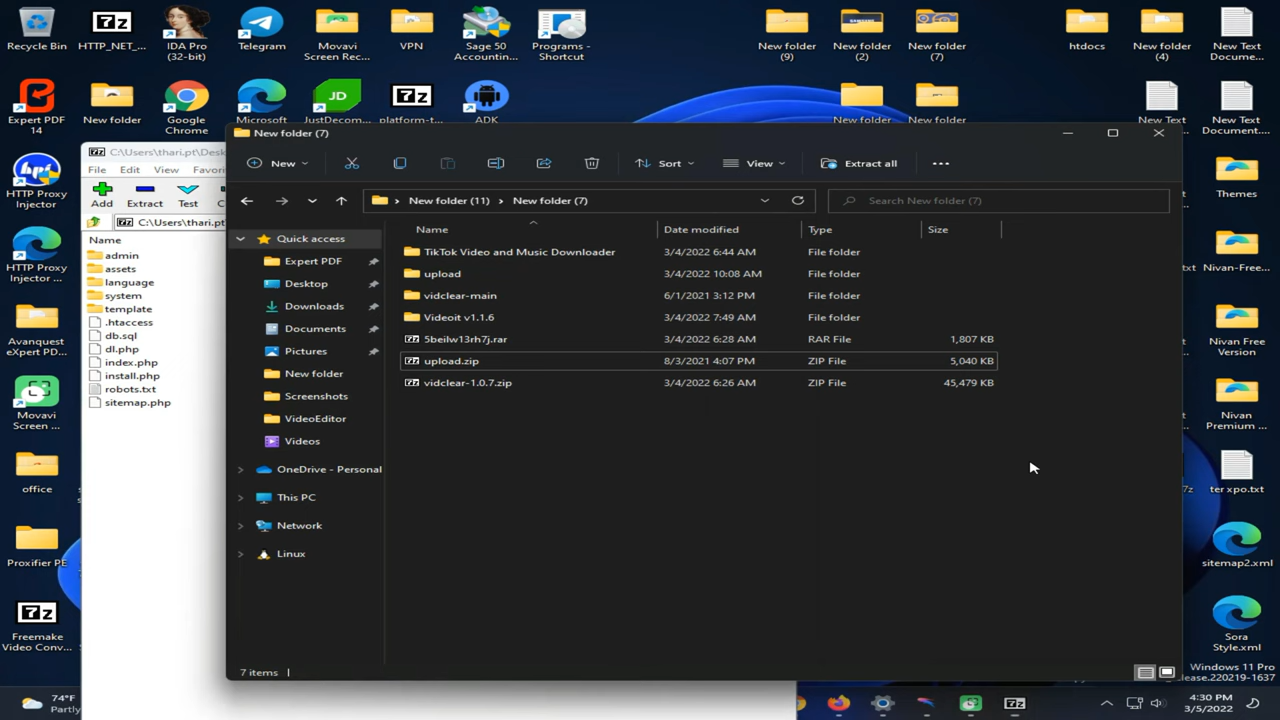 Recycle Bin
HTTP_NET_...
IDA Pro
(32-bit)
Telegram
Movavi
Screen Rec...
VPN
Sage 50
Accountin...
Programs -
Shortcut
New folder
(9)
New folder
(2)
New folder
(7)
htdocs
New folder
(4)
New Text
Docume...
Expert PDF
14
New folder
Google
Chrome
Microsoft
JD
JustDecom...
platform-t...
ADK
New folder
New folder
New Text
New Text
Document...
HTTP Proxy
Injector
HTTP Proxy
Injector ...
Avanquest
eXpert PD...
Movavi
Screen ...
office
Proxifier PE
7z
Freemake
Video Conv...
Themes
Nivan-Free...
Nivan Free
Version
Nivan
Premium ...
ter xpo.txt
sitemap2.xml
Sora
Style.xml
C:\Users\thari.pt\Desk
File Edit View Favori
Add Extract Test
C:\Users\thari.pt
Name
admin
assets
language
system
template
.htaccess
db.sql
dl.php
index.php
install.php
robots.txt
sitemap.php
New folder (7)
New Sort View Extract all
New folder (11) > New folder (7)
Search New folder (7)
Quick access
Expert PDF
Desktop
Downloads
Documents
Pictures
New folder
Screenshots
VideoEditor
Videos
OneDrive - Personal
This PC
Network
Linux
Name Date modified Type Size
TikTok Video and Music Downloader 3/4/2022 6:44 AM File folder
upload 3/4/2022 10:08 AM File folder
vidclear-main 6/1/2021 3:12 PM File folder
Videoit v1.1.6 3/4/2022 7:49 AM File folder
5beilw13rh7j.rar 3/4/2022 6:28 AM RAR File 1,807 KB
upload.zip 8/3/2021 4:07 PM ZIP File 5,040 KB
vidclear-1.0.7.zip 3/4/2022 6:26 AM ZIP File 45,479 KB
7 items
Windows 11 Pro
elease.220219-1637
74°F
Partly
4:30 PM
3/5/2022